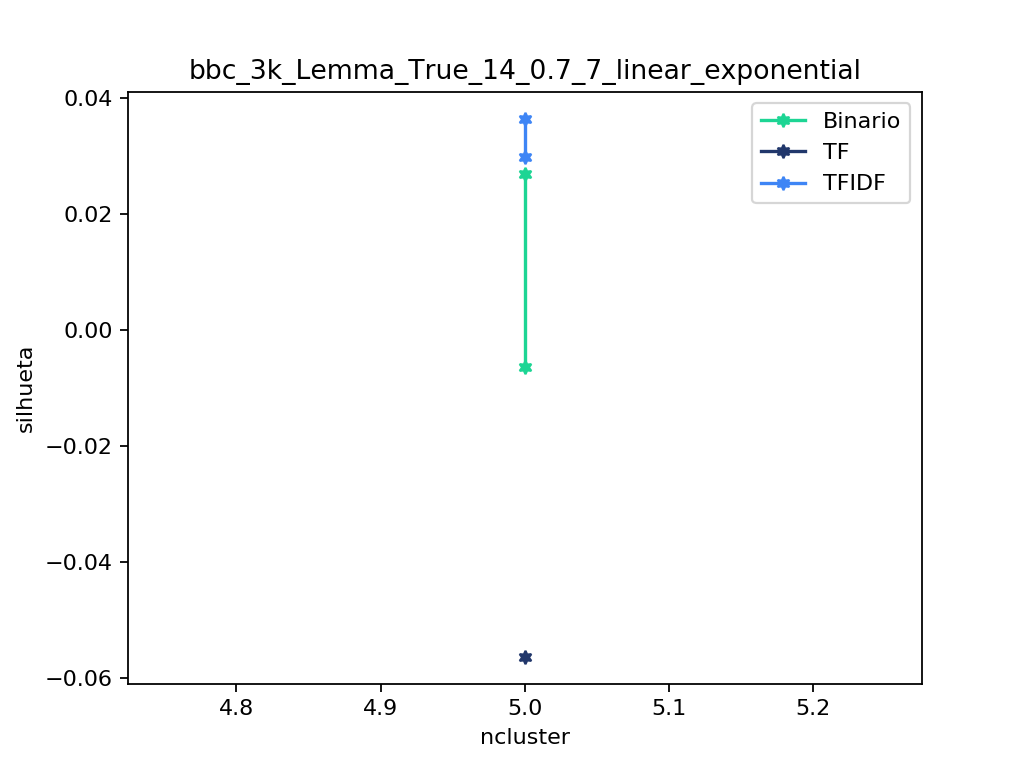 bbc_3k_Lemma_True_14_0.7_7_linear_exponential
0.04
0.02
0.00
−0.02
−0.04
−0.06
silhueta
4.8
4.9
5.0
5.1
5.2
ncluster
Binario
TF
TFIDF